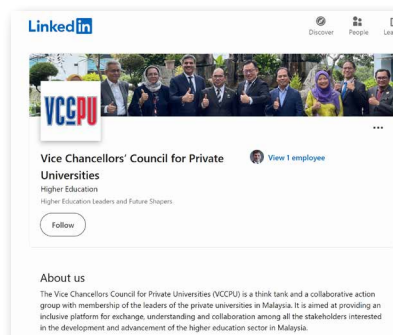 Linked in
Discover
People
VCCPU
Vice Chancellors' Council for Private
Universities
View 1 employee
Higher Education
Higher Education Leaders and Future Shapers
Follow
About us
The Vice Chancellors Council for Private Universities (VCCPU) is a think tank and a collaborative action
group with membership of the leaders of the private universities in Malaysia. It is aimed at providing an
inclusive platform for exchange, understanding and collaboration among all the stakeholders interested
in the development and advancement of the higher education sector in Malaysia.